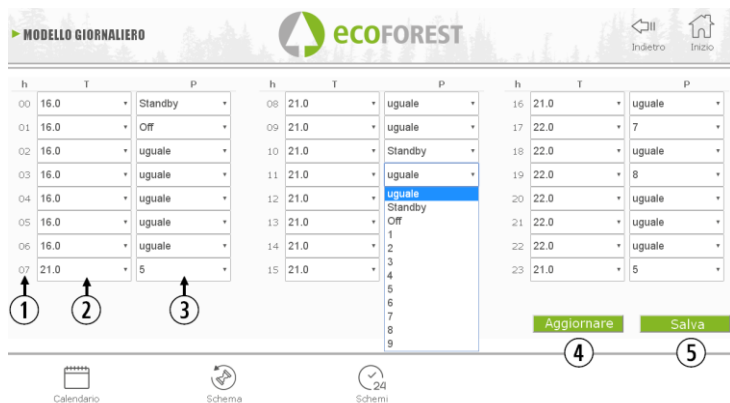 MODELLO GIORNALIERO
ecoFOREST
Indietro
Inizio
h T P h T P h T P
00 16.0 Standby 08 21.0 uguale 16 21.0 uguale
01 16.0 Off 09 21.0 uguale 17 22.0 7
02 16.0 uguale 10 21.0 Standby 18 22.0 uguale
03 16.0 uguale 11 21.0 uguale 19 22.0 8
04 16.0 uguale 12 21.0 20 22.0 uguale
05 16.0 uguale 13 21.0 21 22.0 uguale
06 16.0 uguale 14 21.0 22 22.0 uguale
07 21.0 5 15 21.0 23 21.0 5
uguale
Standby
Off
1
2
3
4
5
6
7
8
9
1 2 3
Aggiornare Salva
4 5
24
Calendario Schema Schemi